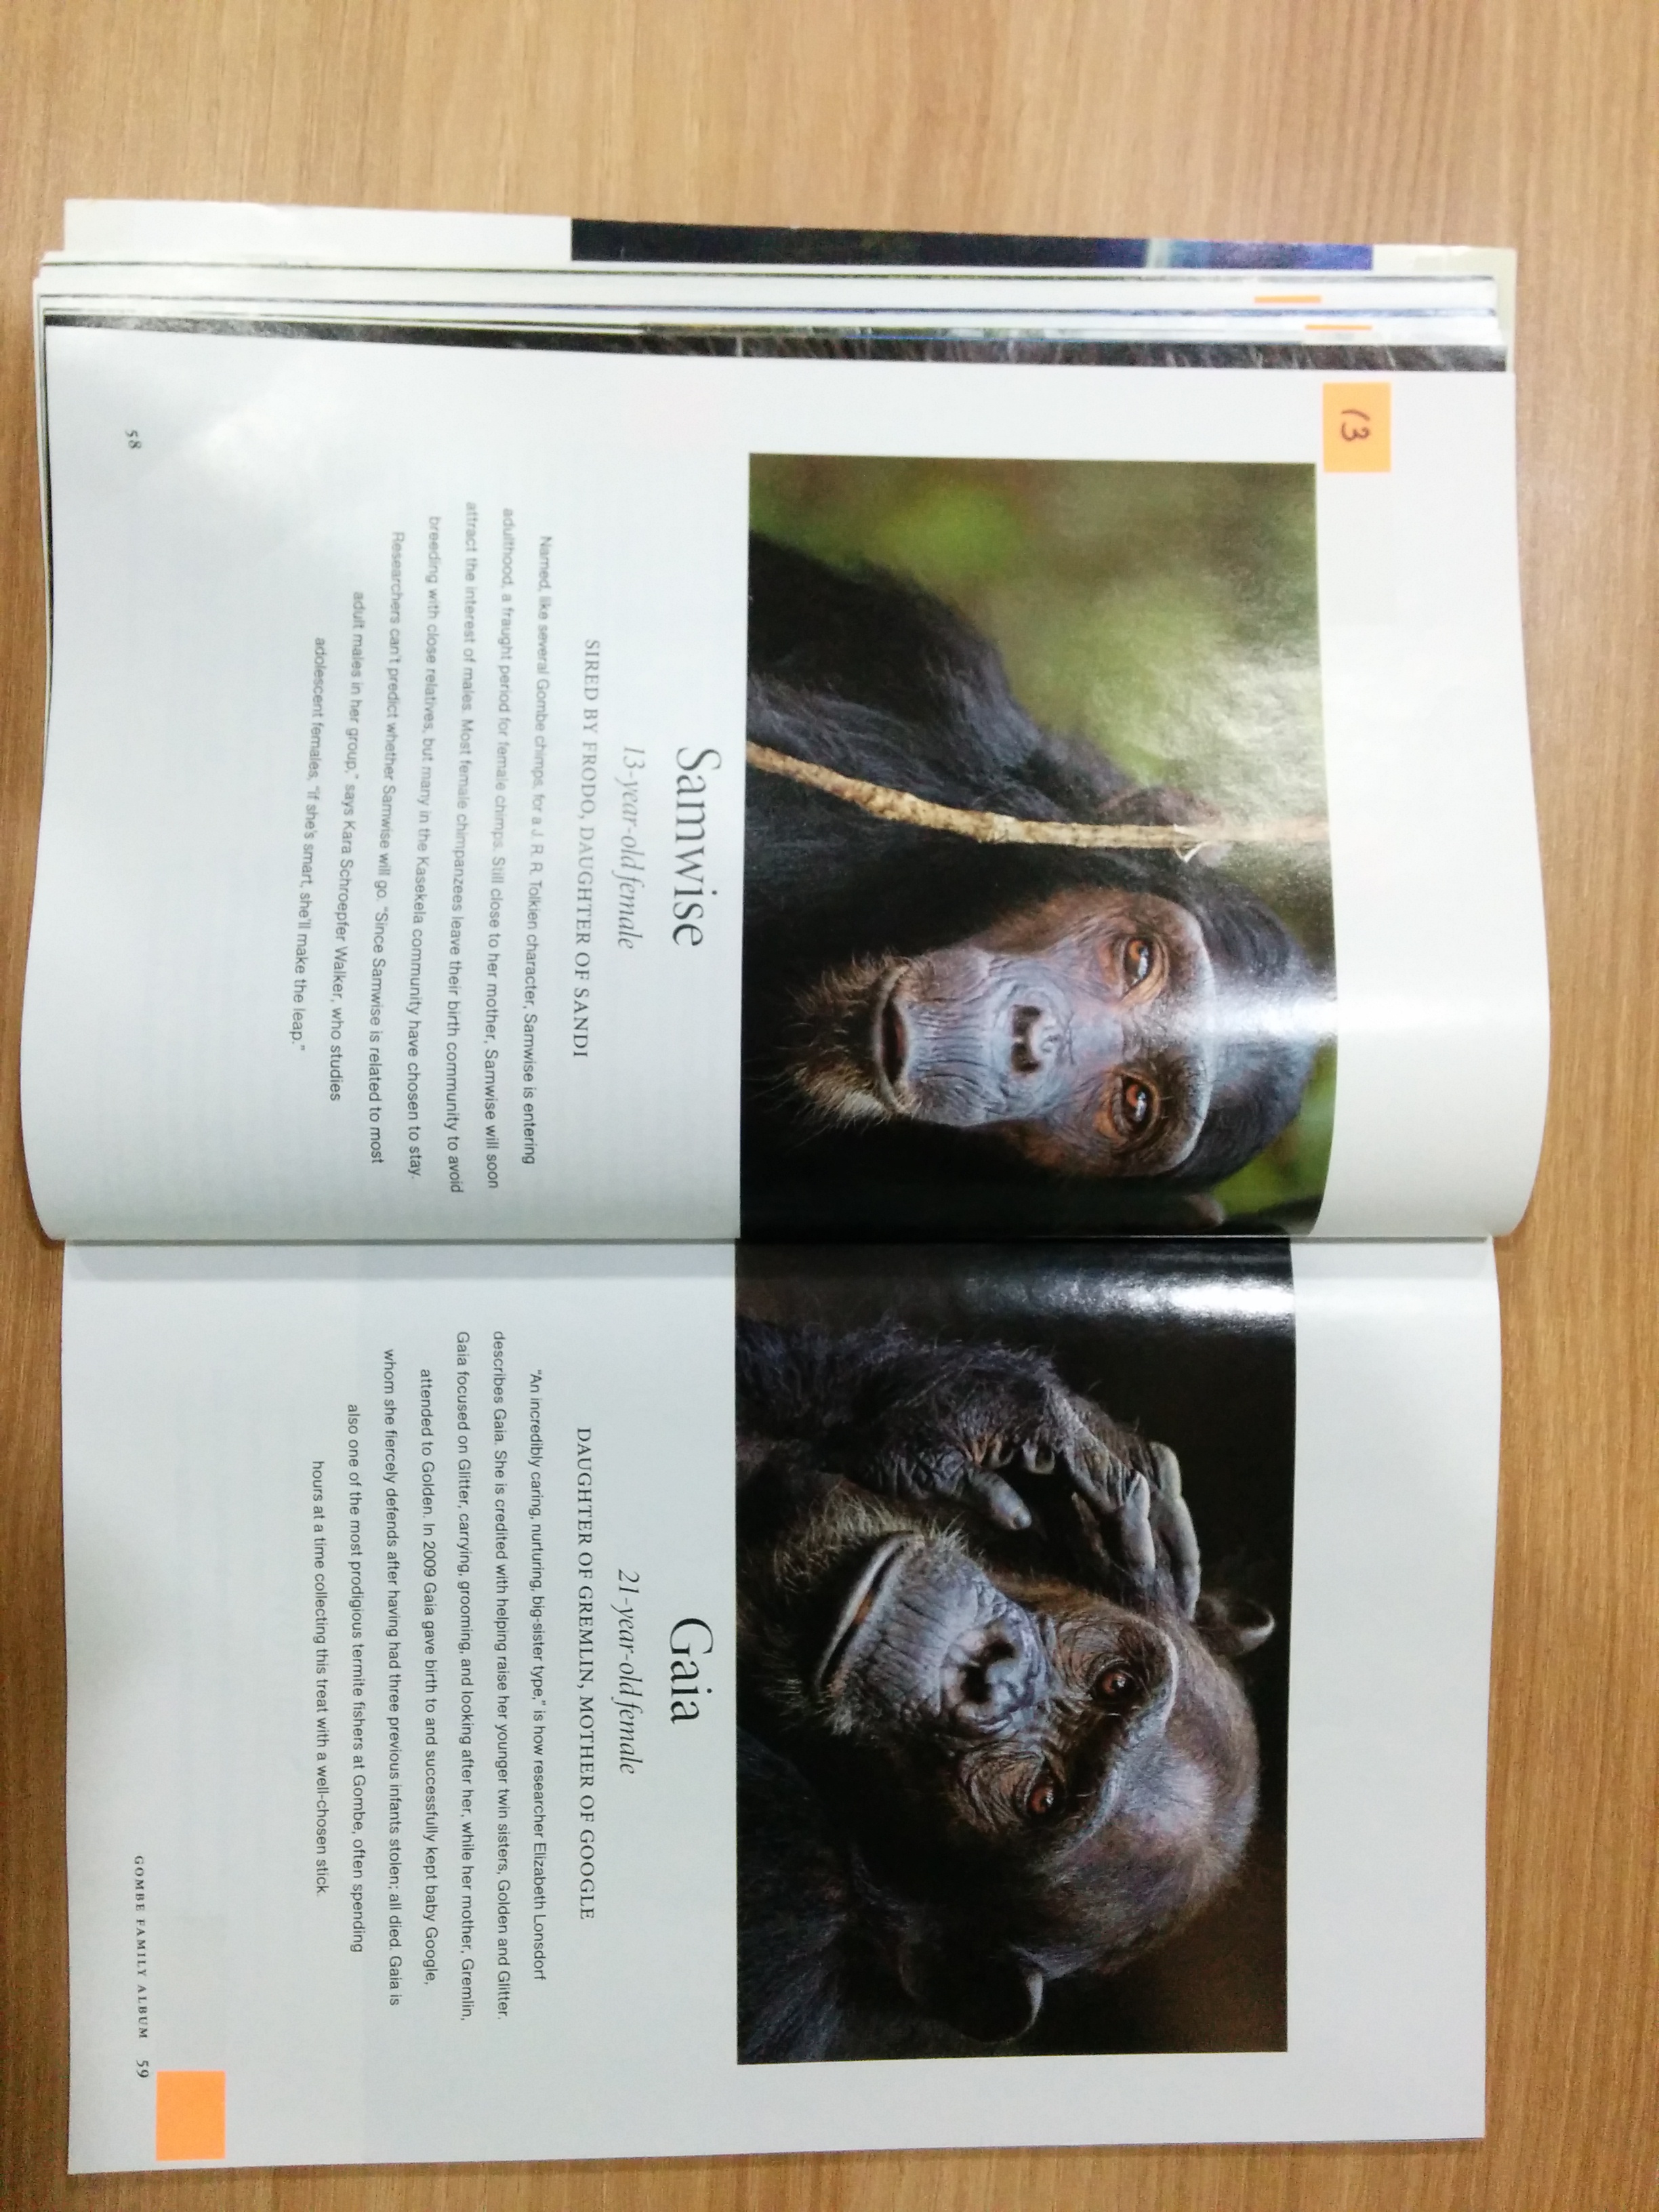 13
Samwise
13-year-old female
SIRED BY FRODO, DAUGHTER OF SANDI
Named, like several Gombe chimps, for a J. R. R. Tolkien character, Samwise is entering
adulthood, a fraught period for female chimps. Still close to her mother, Samwise will soon
attract the interest of males. Most female chimpanzees leave their birth community to avoid
breeding with close relatives, but many in the Kasekela community have chosen to stay.
Researchers can't predict whether Samwise will go. "Since Samwise is related to most
adult males in her group," says Kara Schroepfer Walker, who studies
adolescent females, "if she's smart, she'll make the leap."
58
Gaia
21-year-old female
DAUGHTER OF GREMLIN, MOTHER OF GOOGLE
"An incredibly caring, nurturing, big-sister type," is how researcher Elizabeth Lonsdorf
describes Gaia. She is credited with helping raise her younger twin sisters, Golden and Glitter.
Gaia focused on Glitter, carrying, grooming, and looking after her, while her mother, Gremlin,
attended to Golden. In 2009 Gaia gave birth to and successfully kept baby Google,
whom she fiercely defends after having had three previous infants stolen; all died. Gaia is
also one of the most prodigious termite fishers at Gombe, often spending
hours at a time collecting this treat with a well-chosen stick.
GOMBE FAMILY ALBUM 59